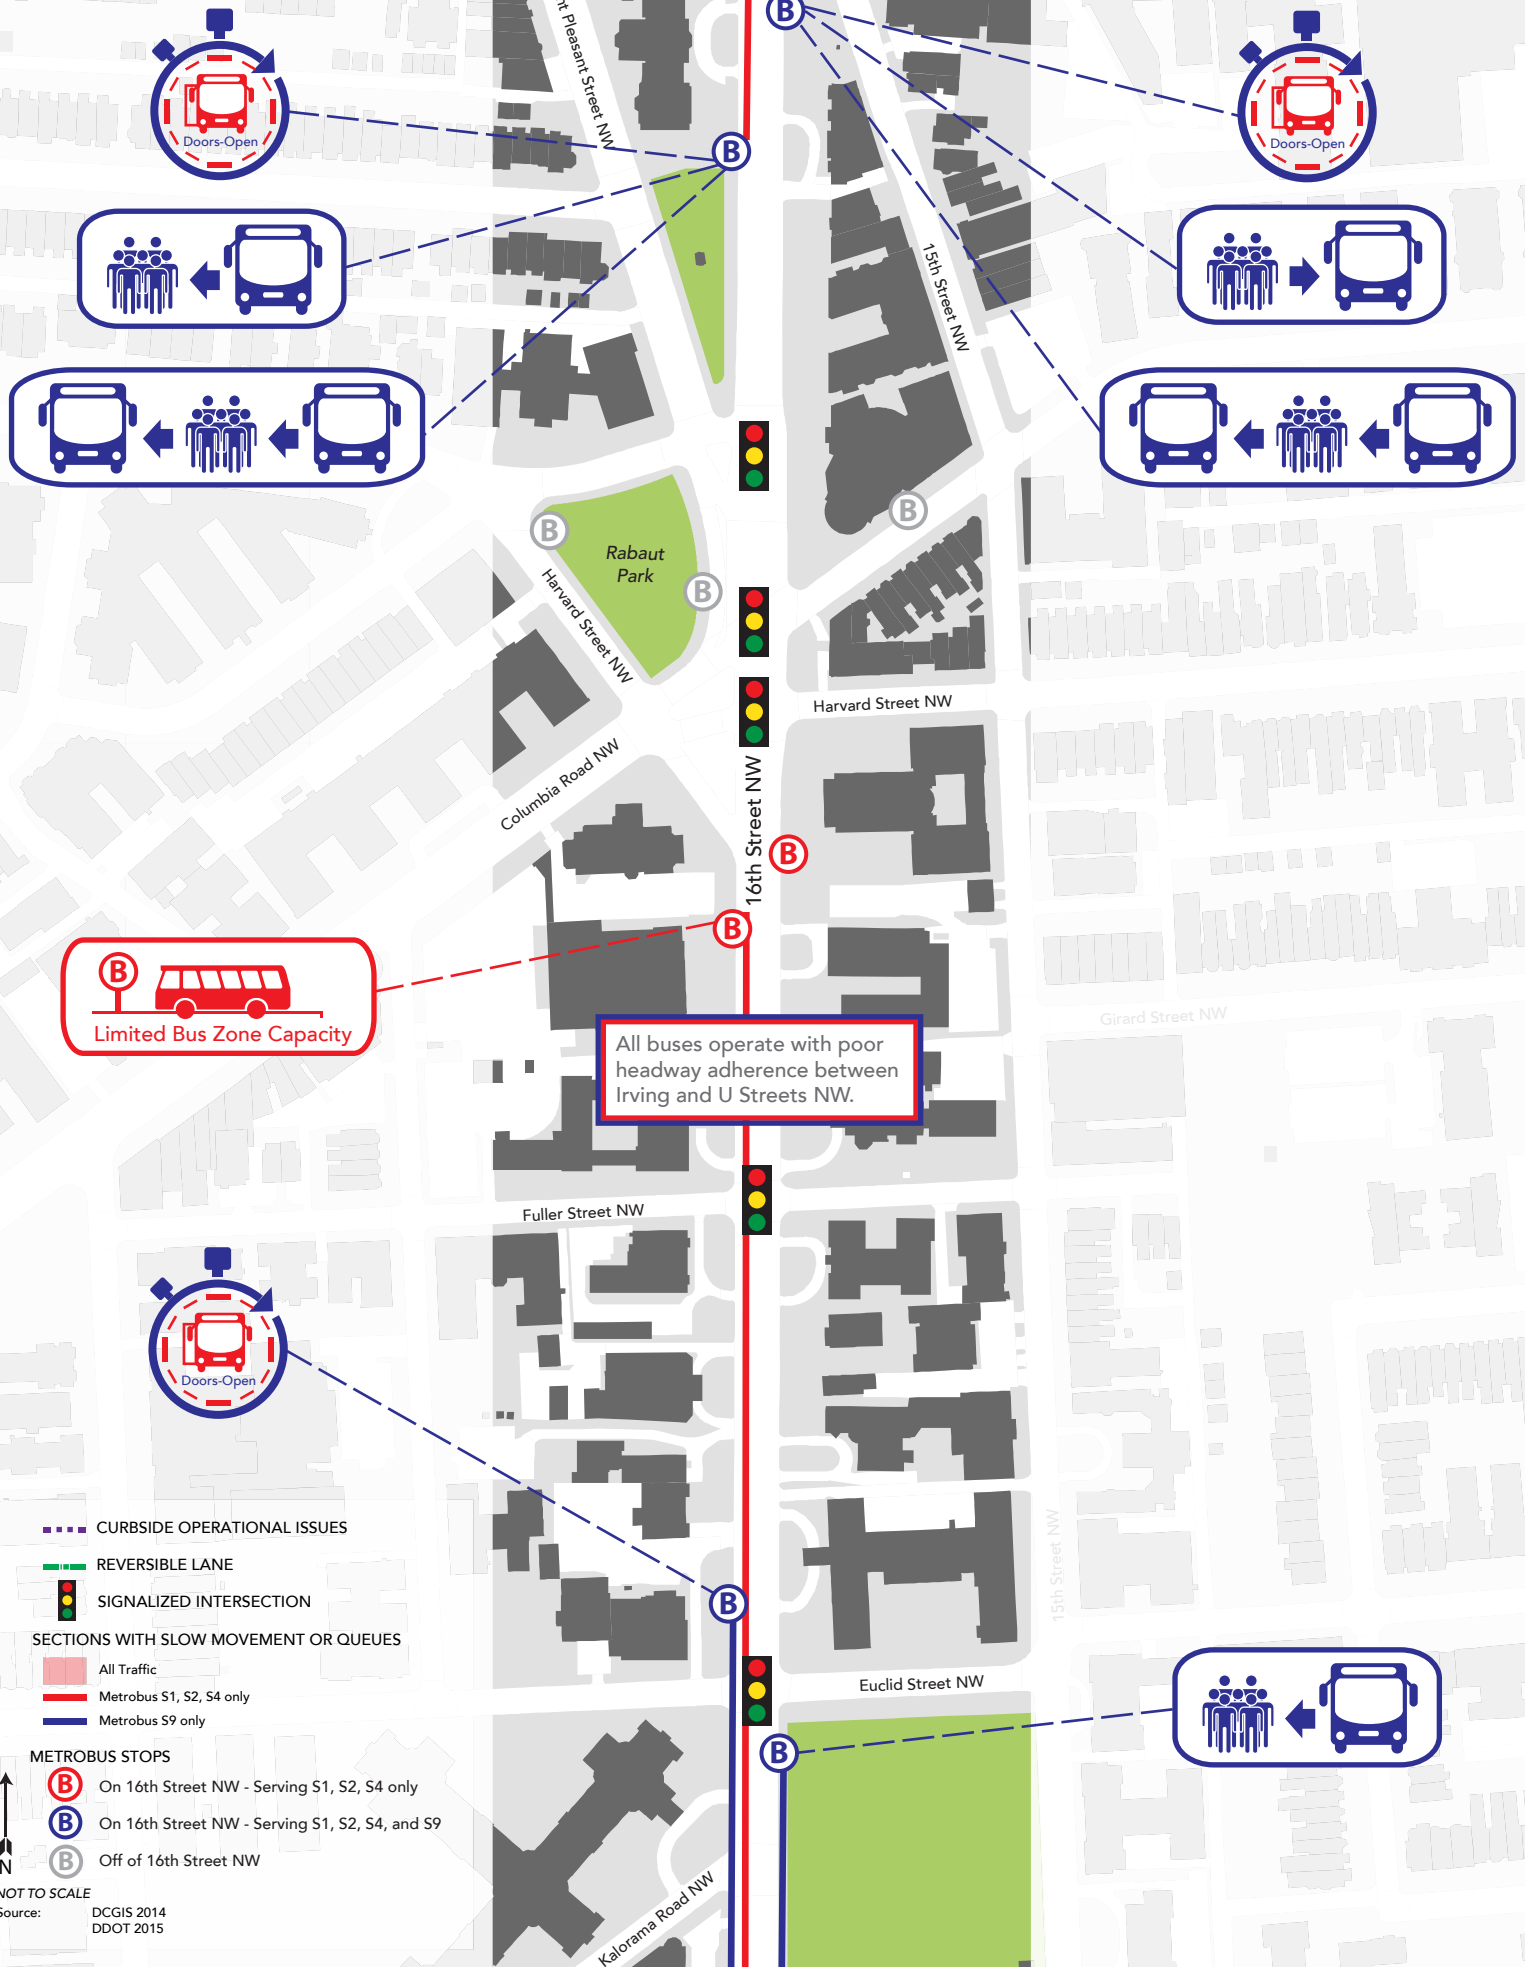 nt Pleasant Street NW
B
B
Doors-Open
Doors-Open
15th Street NW
B
B
B
Rabaut
Park
Harvard Street NW
Harvard Street NW
Columbia Road NW
16th Street NW
B
B
B
Limited Bus Zone Capacity
Girard Street NW
All buses operate with poor
headway adherence between
Irving and U Streets NW.
Fuller Street NW
Doors-Open
15th Street NW
B
Euclid Street NW
B
Kalorama Road NW
CURBSIDE OPERATIONAL ISSUES
REVERSIBLE LANE
SIGNALIZED INTERSECTION
SECTIONS WITH SLOW MOVEMENT OR QUEUES
All Traffic
Metrobus S1, S2, S4 only
Metrobus S9 only
METROBUS STOPS
B On 16th Street NW - Serving S1, S2, S4 only
B On 16th Street NW - Serving S1, S2, S4, and S9
B Off of 16th Street NW
N
NOT TO SCALE
Source: DCGIS 2014
DDOT 2015